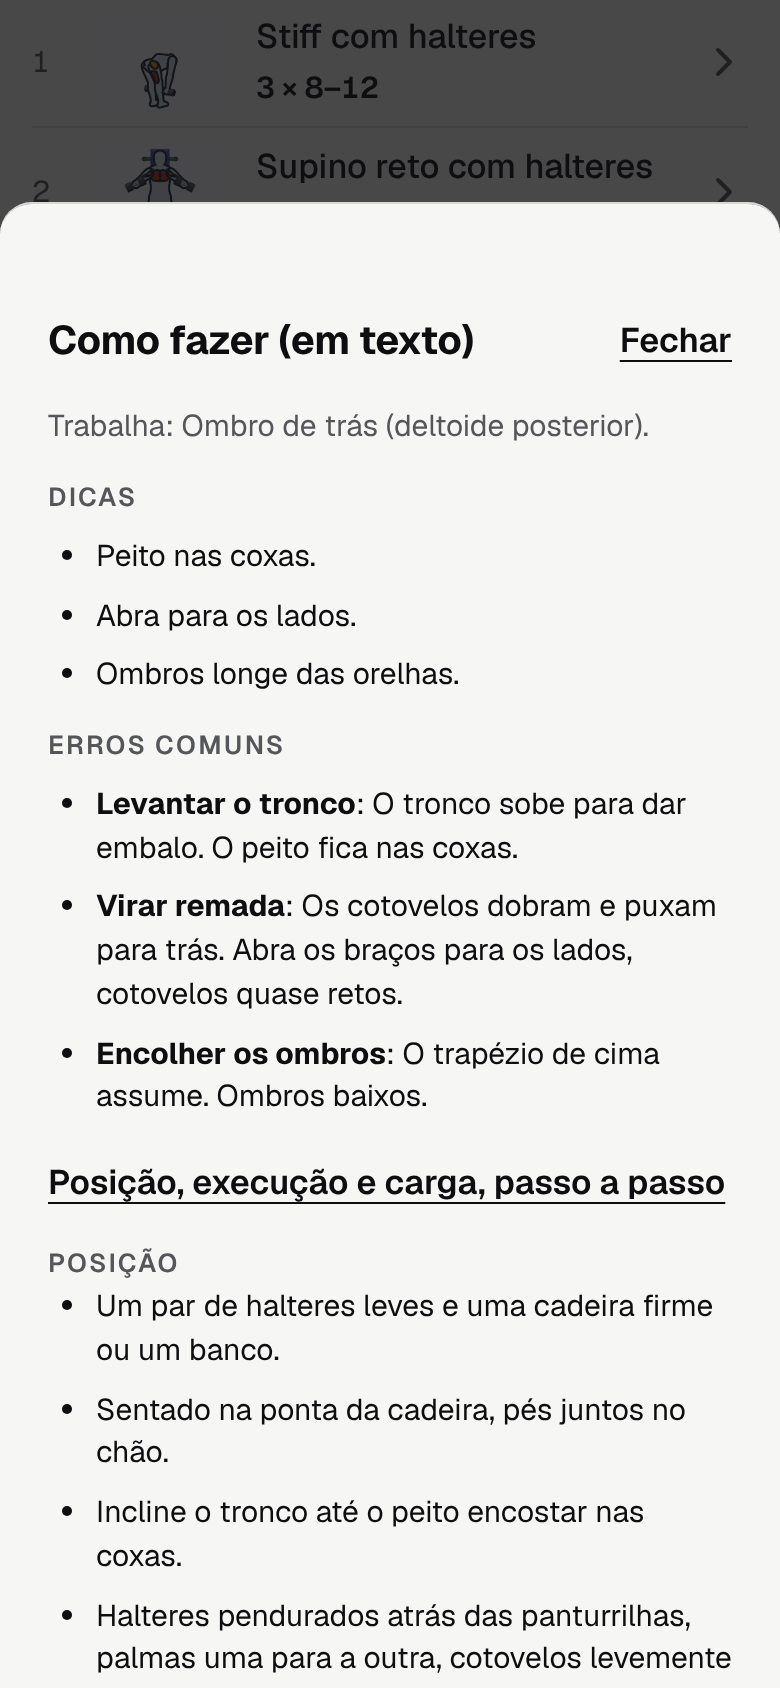 1
Stiff com halteres
3 × 8–12
2
Supino reto com halteres
Como fazer (em texto)
Fechar
Trabalha: Ombro de trás (deltoide posterior).
DICAS
• Peito nas coxas.
• Abra para os lados.
• Ombros longe das orelhas.
ERROS COMUNS
• Levantar o tronco: O tronco sobe para dar
embalo. O peito fica nas coxas.
• Virar remada: Os cotovelos dobram e puxam
para trás. Abra os braços para os lados,
cotovelos quase retos.
• Encolher os ombros: O trapézio de cima
assume. Ombros baixos.
Posição, execução e carga, passo a passo
POSIÇÃO
• Um par de halteres leves e uma cadeira firme
ou um banco.
• Sentado na ponta da cadeira, pés juntos no
chão.
• Incline o tronco até o peito encostar nas
coxas.
• Halteres pendurados atrás das panturrilhas,
palmas uma para a outra, cotovelos levemente